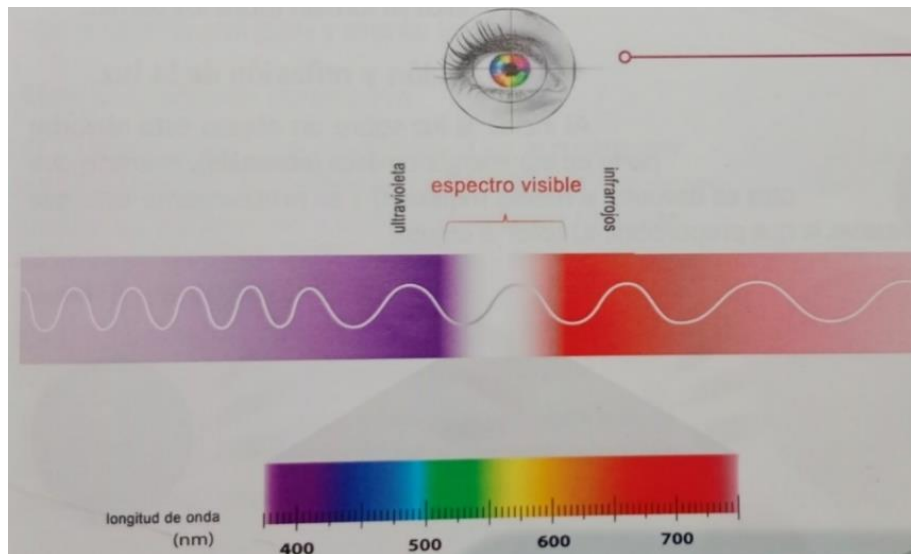 ultravioleta
espectro visible
infrarrojos
longitud de onda
(nm)
400
500
600
700